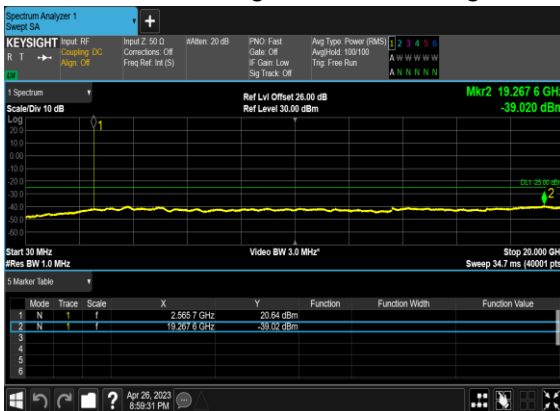 Spectrum Analyzer 1
Swept SA
+
KEYSIGHT Input: RF Input Z: 50 Ω #Atten: 20 dB PNO: Fast Avg Type: Power (RMS) 1 2 3 4 5 6
R T Coupling: DC Corrections: Off Gate: Off Avg|Hold: 100/100 A W W W W W
Align: Off Freq Ref: Int (S) IF Gain: Low Trig: Free Run
LV Sig Track: Off A N N N N N
1 Spectrum Ref Lvl Offset 26.00 dB Mkr2 19.267 6 GHz
Scale/Div 10 dB Ref Level 30.00 dBm -39.020 dBm
Log
20.0
10.0
0.00
-10.0
-20.0
-30.0
-40.0
-50.0
-60.0
1
DL1 -25.00 dBm
2
Start 30 MHz Video BW 3.0 MHz* Stop 20.000 GHz
#Res BW 1.0 MHz Sweep 34.7 ms (40001 pts)
5 Marker Table
Mode Trace Scale X Y Function Function Width Function Value
1 N 1 f 2.565 7 GHz 20.64 dBm
2 N 1 f 19.267 6 GHz -39.02 dBm
3
4
5
6
? Apr 26, 2023
8:59:31 PM